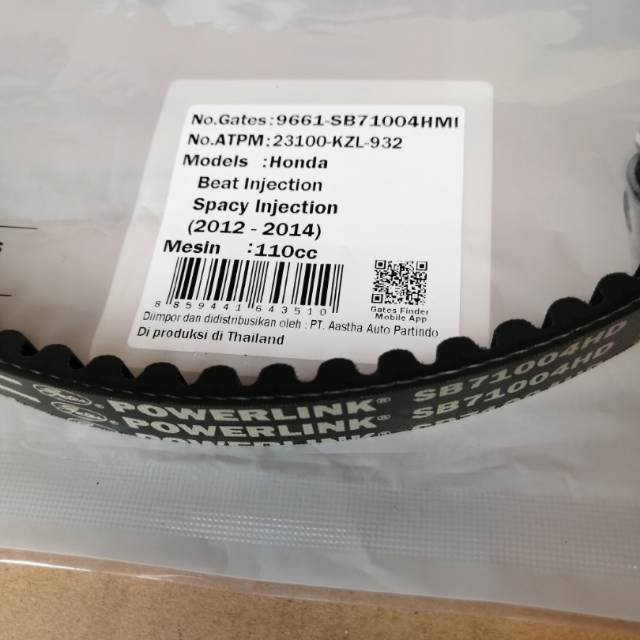 No.Gates:9661-SB71004HMI
No.ATPM:23100-KZL-932
Models :Honda
Beat Injection
Spacy Injection
(2012 - 2014)
Mesin :110cc
8 859441 643510
Gates Finder
Mobile App
Diimpor dan didistribusikan oleh : PT. Aastha Auto Partindo
Di produksi di Thailand
POWERLINK® SB71004HD
POWERLINK® SB71004HD
POWERLINK®